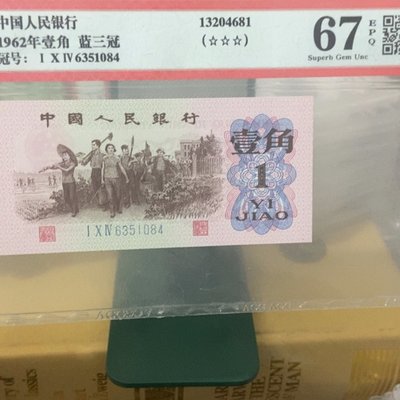 中国人民银行
1962年壹角 蓝三冠
冠号: I X IV 6351084
13204681
(☆☆☆)
67
EPQ
Superb Gem Unc
中國人民銀行
壹角
1
YI
JIAO
I X IV 6351084